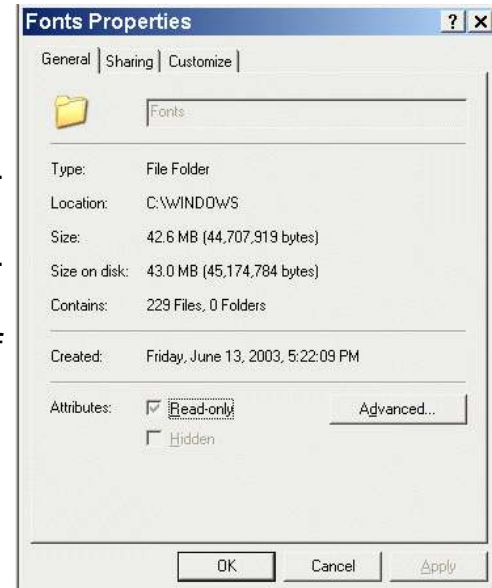 Fonts Properties
? X
General Sharing Customize
Fonts
Type: File Folder
Location: C:\WINDOWS
Size: 42.6 MB (44,707,919 bytes)
Size on disk: 43.0 MB (45,174,784 bytes)
Contains: 229 Files, 0 Folders
Created: Friday, June 13, 2003, 5:22:09 PM
Attributes: Read-only Advanced...
Hidden
OK Cancel Apply